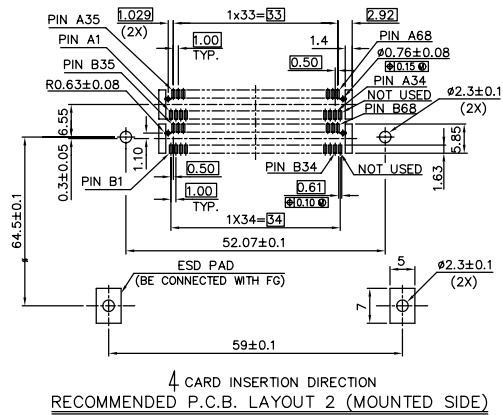 PIN A35
1.029
(2X)
1x33=33
2.92
PIN A68
PIN A1
1.00
TYP.
1.4
ø0.76±0.08
⌖ 0.15 Ⓜ
PIN B35
0.50
PIN A34
R0.63±0.08
NOT USED
PIN B68
ø2.3±0.1
(2X)
6.55
0.3±0.05
1.10
5.85
1.63
PIN B1
0.50
PIN B34
NOT USED
1.00
TYP.
0.61
⌖ 0.10 Ⓜ
1X34=34
64.5±0.1
52.07±0.1
ESD PAD
(BE CONNECTED WITH FG)
5
7
ø2.3±0.1
(2X)
59±0.1
4 CARD INSERTION DIRECTION
RECOMMENDED P.C.B. LAYOUT 2 (MOUNTED SIDE)